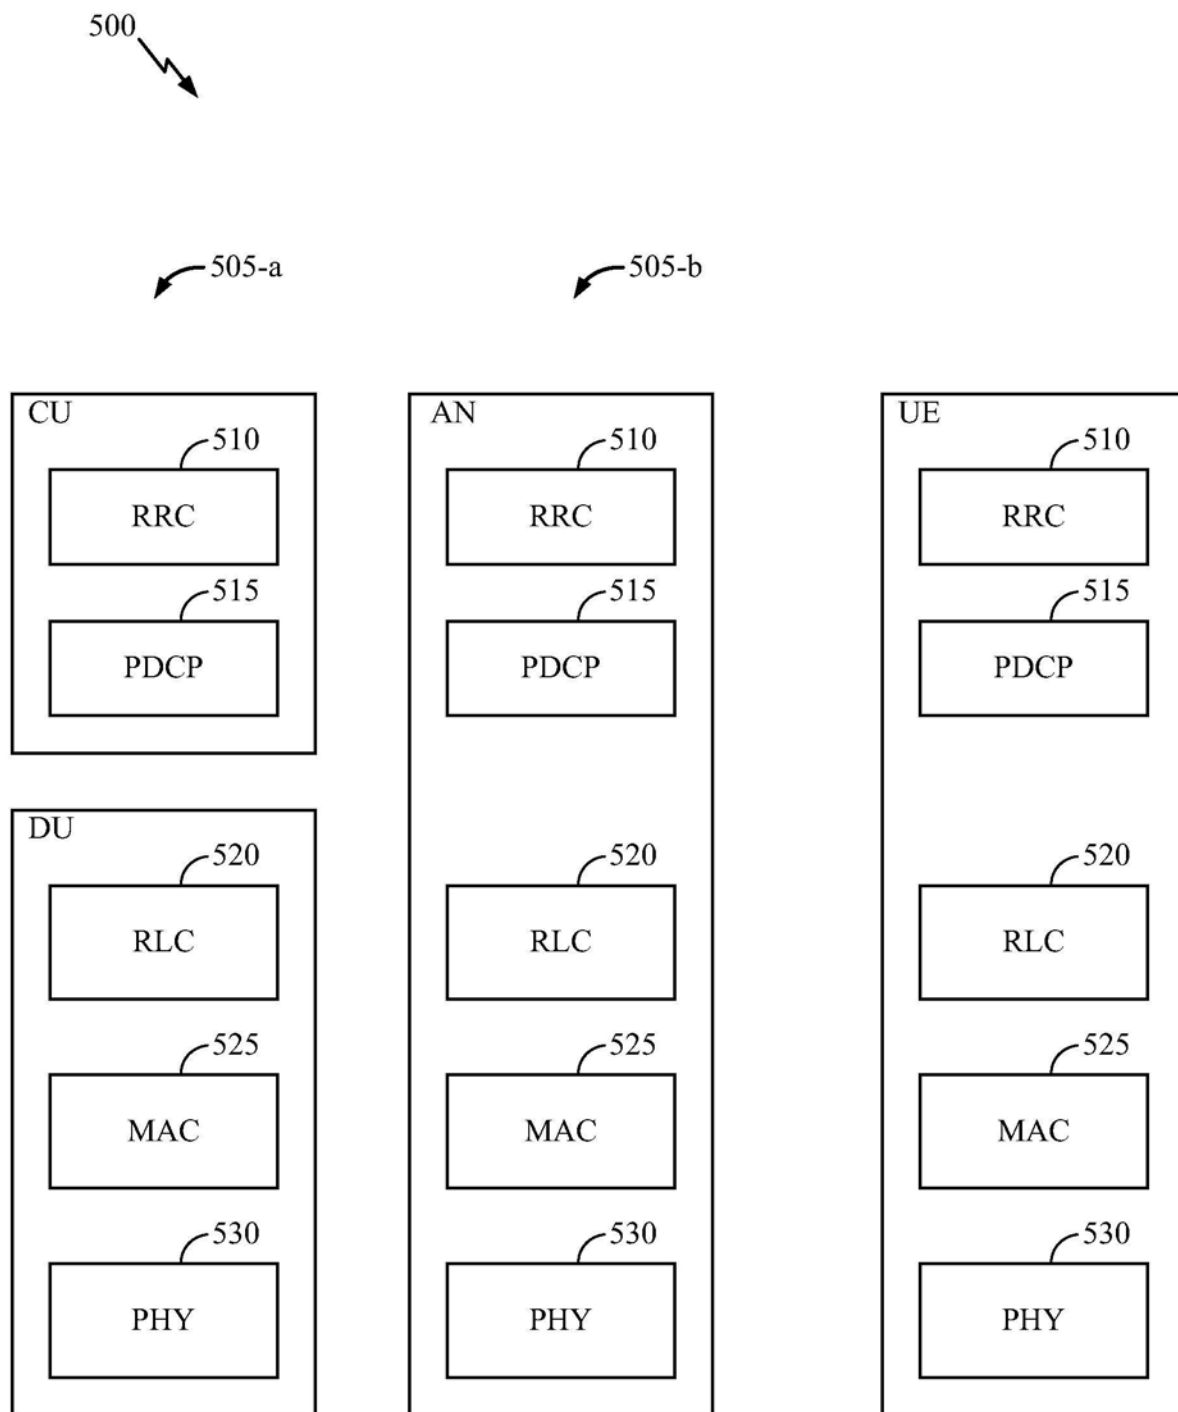 500
505-a 505-b
CU AN UE
510 510 510
RRC RRC RRC
515 515 515
PDCP PDCP PDCP
DU
520 520 520
RLC RLC RLC
525 525 525
MAC MAC MAC
530 530 530
PHY PHY PHY